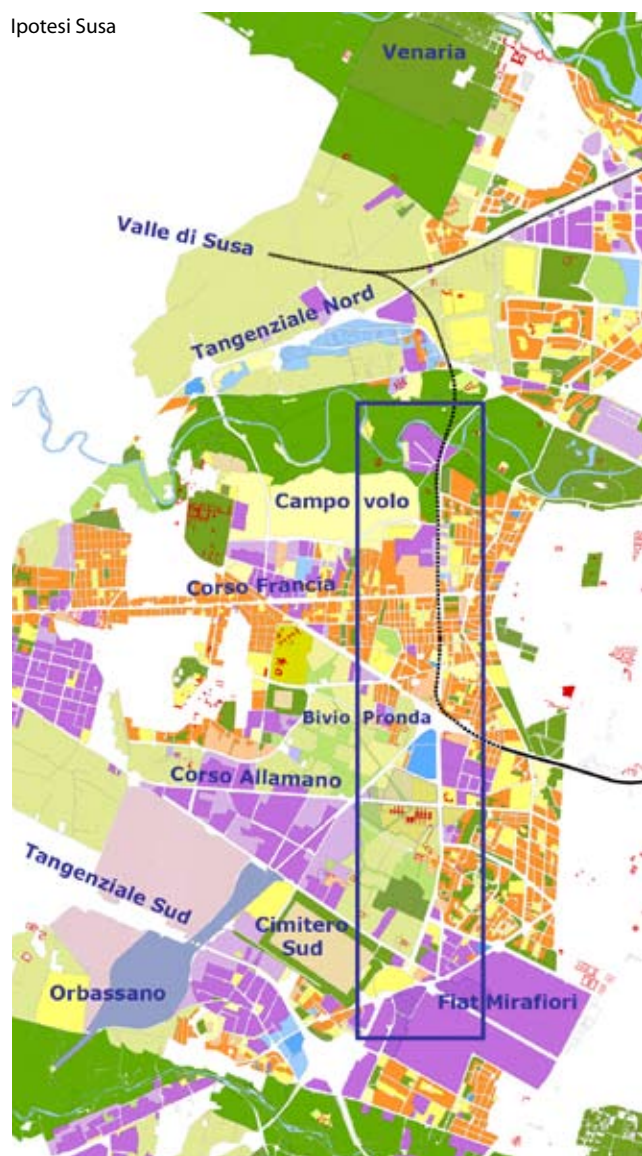 Ipotesi Susa
Venaria
Valle di Susa
Tangenziale Nord
Campo volo
Corso Francia
Bivio Pronda
Corso Allamano
Tangenziale Sud
Cimitero
Sud
Orbassano
Fiat Mirafiori